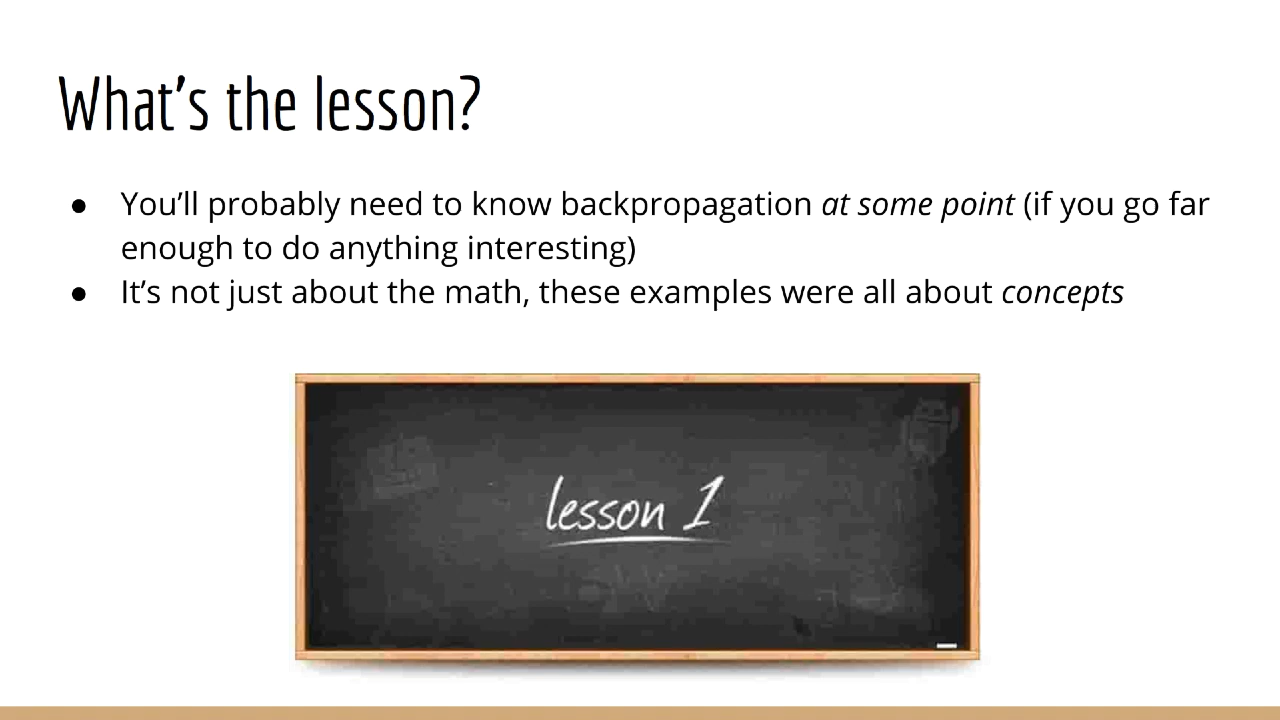 What's the lesson?
● You'll probably need to know backpropagation at some point (if you go far
enough to do anything interesting)
● It's not just about the math, these examples were all about concepts
lesson 1